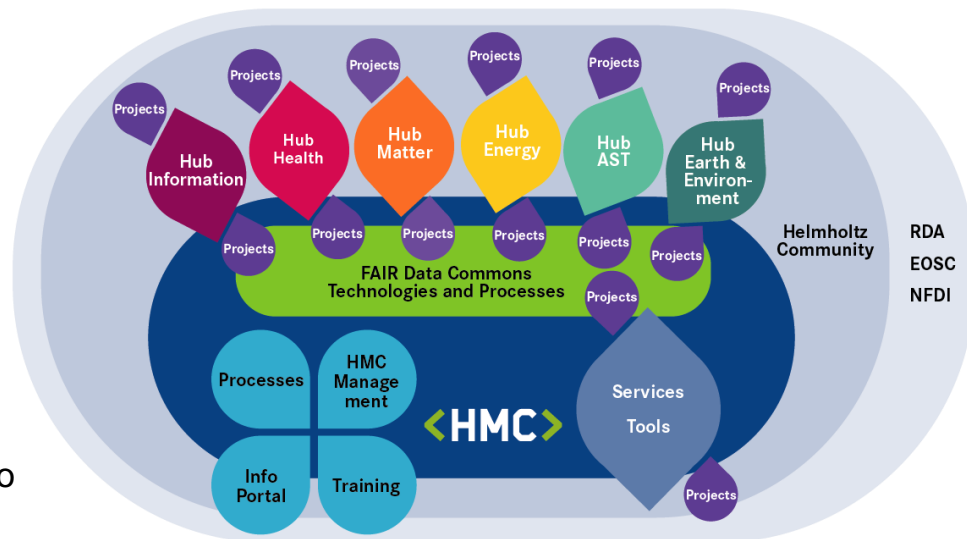 Projects
Projects
Projects
Projects
Projects
Projects
Hub
Information
Hub
Health
Hub
Matter
Hub
Energy
Hub
AST
Hub
Earth &
Environ-
ment
Projects
Projects
Projects
Projects
Projects
Projects
Helmholtz
Community
RDA
EOSC
NFDI
FAIR Data Commons
Technologies and Processes
Projects
Processes
HMC
Manage
ment
<HMC>
Services
Tools
Info
Portal
Training
Projects
o